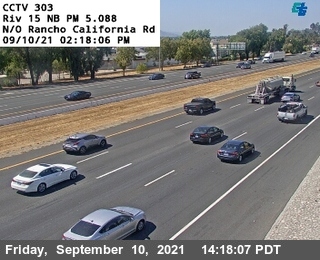 CCTV 303
Riv 15 NB PM 5.088
N/O Rancho California Rd
09/10/21 02:18:06 PM
Friday, September 10, 2021 14:18:07 PDT